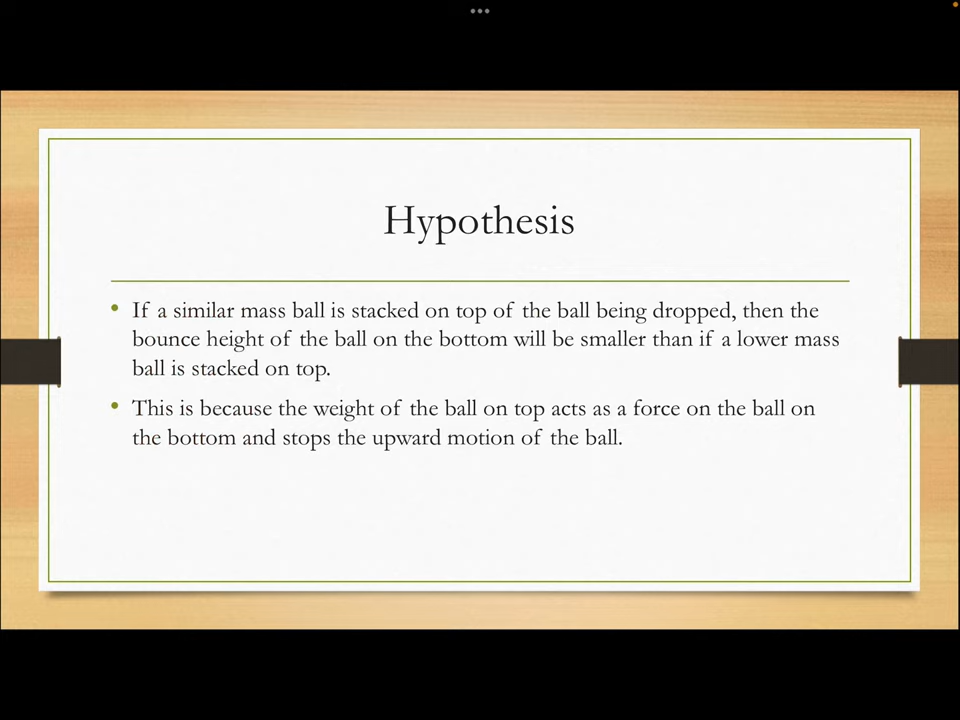 Hypothesis
• If a similar mass ball is stacked on top of the ball being dropped, then the
bounce height of the ball on the bottom will be smaller than if a lower mass
ball is stacked on top.
• This is because the weight of the ball on top acts as a force on the ball on
the bottom and stops the upward motion of the ball.